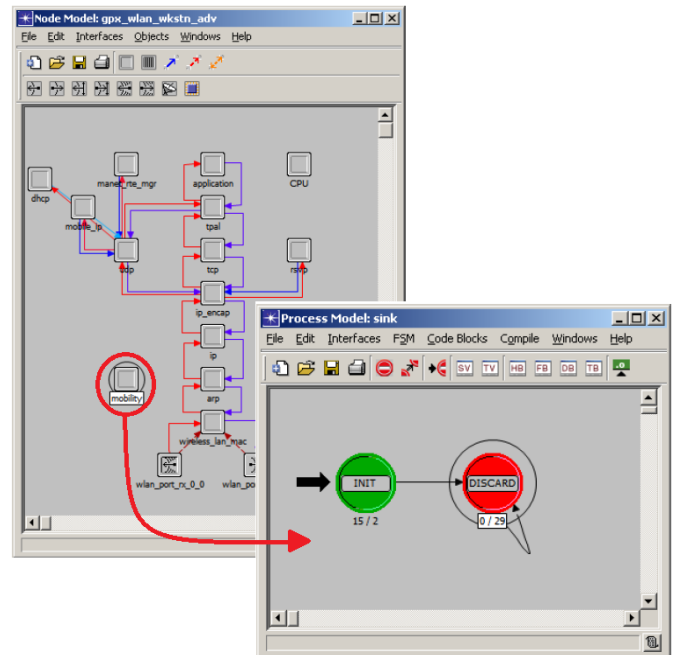 Node Model: gpx_wlan_wkstn_adv
File Edit Interfaces Objects Windows Help
manet_rte_mgr
application
CPU
dhcp
mobile_ip
tpal
udp
tcp
rsvp
ip_encap
ip
mobility
arp
wireless_lan_mac
wlan_port_rx_0_0
wlan_po
Process Model: sink
File Edit Interfaces FSM Code Blocks Compile Windows Help
SV TV HB FB DB TB
INIT
DISCARD
15 / 2
0 / 29